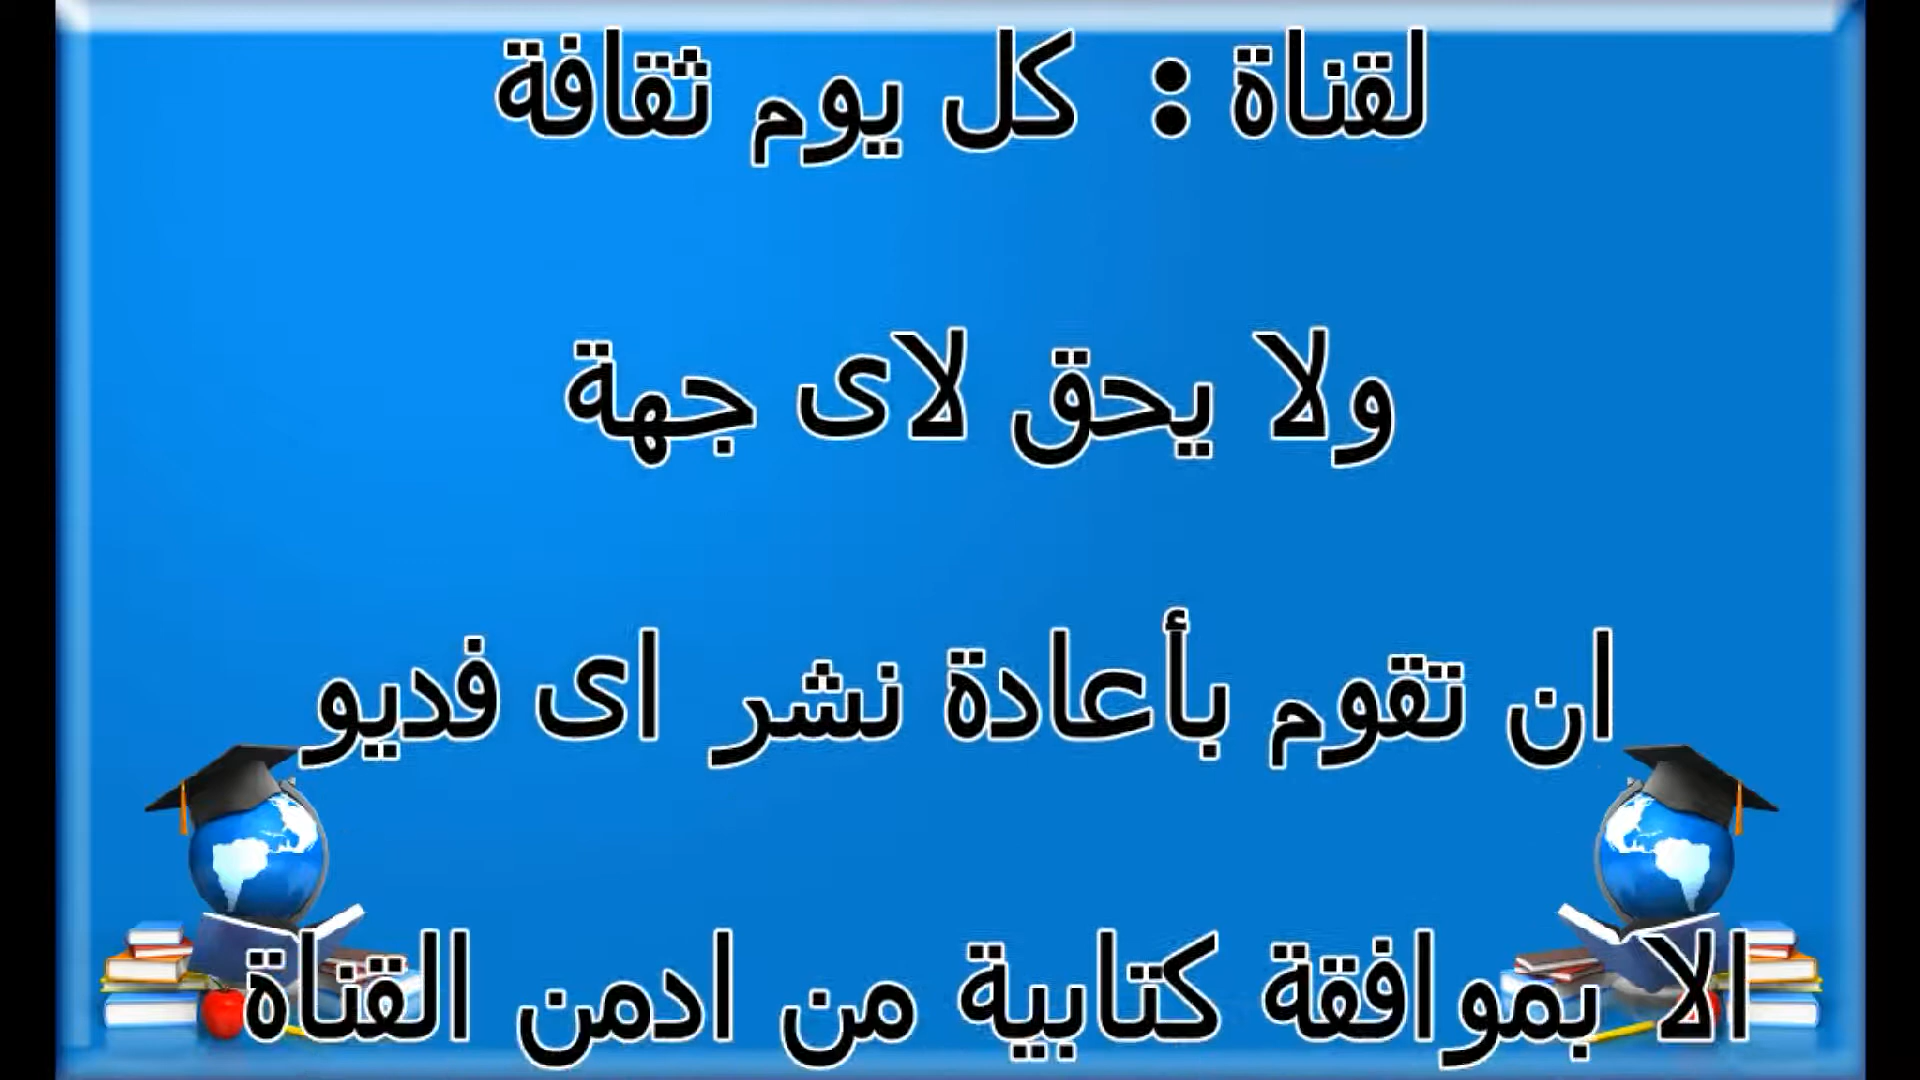 لقناة : كل يوم ثقافة
ولا يحق لاى جهة
ان تقوم بأعادة نشر اى فديو
الا بموافقة كتابية من ادمن القناة